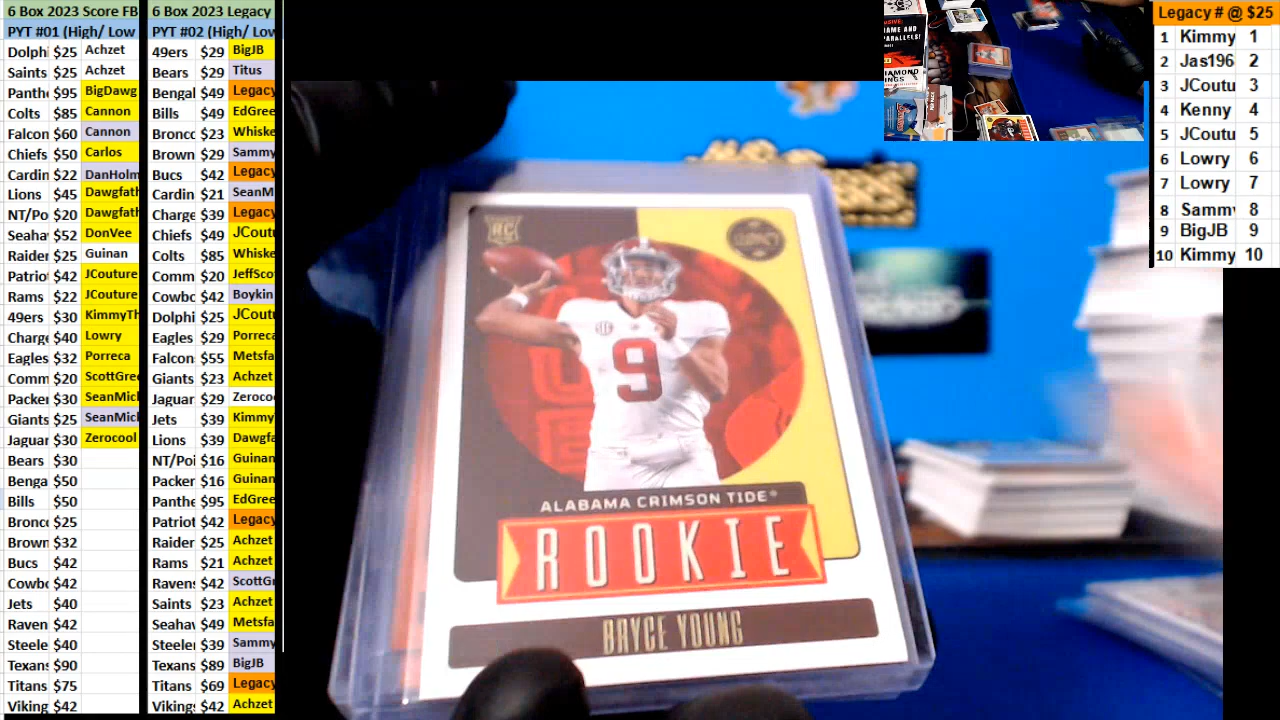 6 Box 2023 Score FB
PYT #01 (High/ Low
Dolphi $25 Achzet
Saints $25 Achzet
Panthe $95 BigDawg
Colts $85 Cannon
Falcon $60 Cannon
Chiefs $50 Carlos
Cardin $22 DanHolm
Lions $45 Dawgfath
NT/Po $20 Dawgfath
Seaha $52 DonVee
Raider $25 Guinan
Patriot $42 JCouture
Rams $22 JCouture
49ers $30 KimmyTh
Charge $40 Lowry
Eagles $32 Porreca
Comm $20 ScottGree
Packer $30 SeanMich
Giants $25 SeanMich
Jaguar $30 Zerocool
Bears $30
Benga $50
Bills $50
Bronc $25
Brown $32
Bucs $42
Cowbo $42
Jets $40
Raven $42
Steele $40
Texans $90
Titans $75
Viking $42
6 Box 2023 Legacy
PYT #02 (High/ Low
49ers $29 BigJB
Bears $29 Titus
Bengal $49 Legacy
Bills $49 EdGree
Bronco $23 Whiske
Brown $29 Sammy
Bucs $42 Legacy
Cardin $21 SeanM
Charge $39 Legacy
Chiefs $49 JCoutu
Colts $85 Whiske
Comm $20 JeffSco
Cowbo $42 Boykin
Dolphi $25 JCoutu
Eagles $29 Porreca
Falcon $55 Metsfa
Giants $23 Achzet
Jaguar $29 Zeroco
Jets $39 Kimmy
Lions $39 Dawgfa
NT/Poi $16 Guinan
Packer $16 Guinan
Panthe $95 EdGree
Patriot $42 Legacy
Raider $25 Achzet
Rams $21 Achzet
Ravens $42 ScottGr
Saints $23 Achzet
Seahav $49 Metsfa
Steeler $39 Sammy
Texans $89 BigJB
Titans $69 Legacy
Vikings $42 Achzet
RC
LEGACY
9
ALABAMA CRIMSON TIDE
ROOKIE
BRYCE YOUNG
Legacy # @ $25
1 Kimmy 1
2 Jas196 2
3 JCoutu 3
4 Kenny 4
5 JCoutu 5
6 Lowry 6
7 Lowry 7
8 Samm 8
9 BigJB 9
10 Kimmy 10